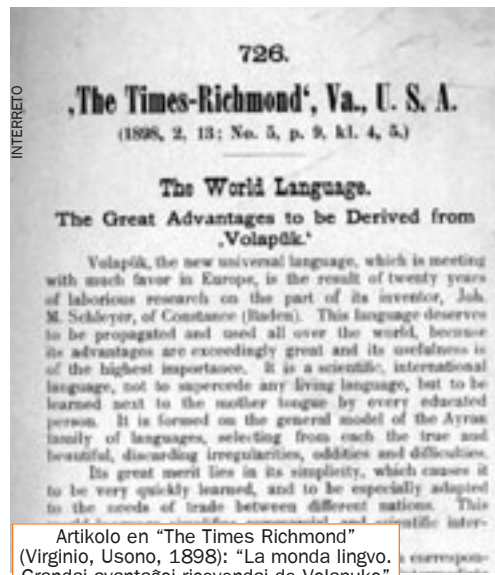 INTERRETO
726.
‚The Times-Richmond‘, Va., U. S. A.
(1898, 2, 13; No. 5, p. 9, kl. 4, 5.)
The World Language.
The Great Advantages to be Derived from
‚Volapük.‘
Volapük, the new universal language, which is meeting
with much favor in Europe, is the result of twenty years
of laborious research on the part of its inventor, Joh.
M. Schleyer, of Constance (Baden). This language deserves
to be propagated and used all over the world, because
its advantages are exceedingly great and its usefulness is
of the highest importance. It is a scientific, international
language, not to supercede any living language, but to be
learned next to the mother tongue by every educated
person. It is formed on the general model of the Ayran
family of languages, selecting from each the true and
beautiful, discarding irregularities, oddities and difficulties.
Its great merit lies in its simplicity, which causes it
to be very quickly learned, and to be especially adapted
to the needs of trade between different nations. This
Artikolo en “The Times Richmond”
(Virginio, Usono, 1898): “La monda lingvo.